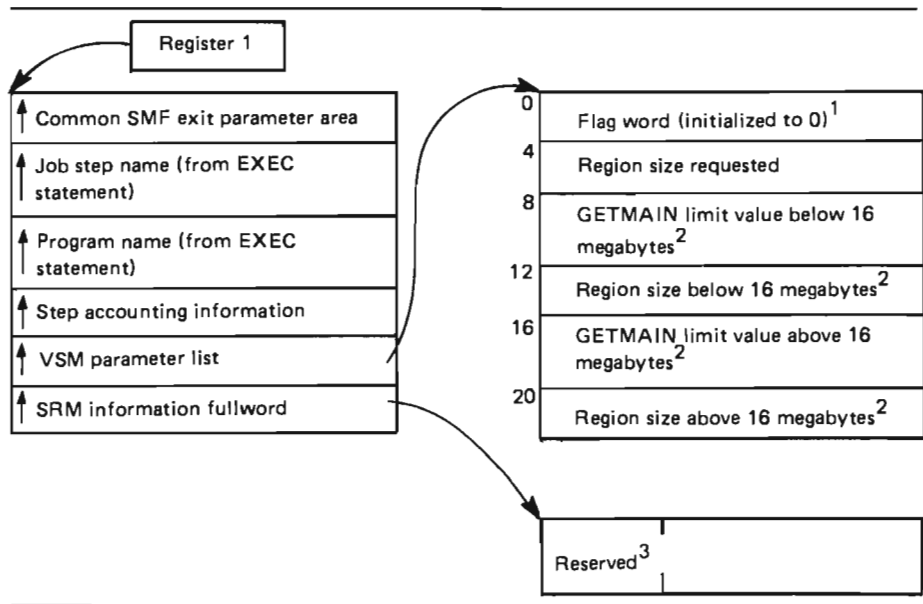 Register 1
↑ Common SMF exit parameter area
↑ Job step name (from EXEC
statement)
↑ Program name (from EXEC
statement)
↑ Step accounting information
↑ VSM parameter list
↑ SRM information fullword
0
Flag word (initialized to 0)1
4
Region size requested
8
GETMAIN limit value below 16
megabytes2
12
Region size below 16 megabytes2
16
GETMAIN limit value above 16
megabytes2
20
Region size above 16 megabytes2
Reserved3